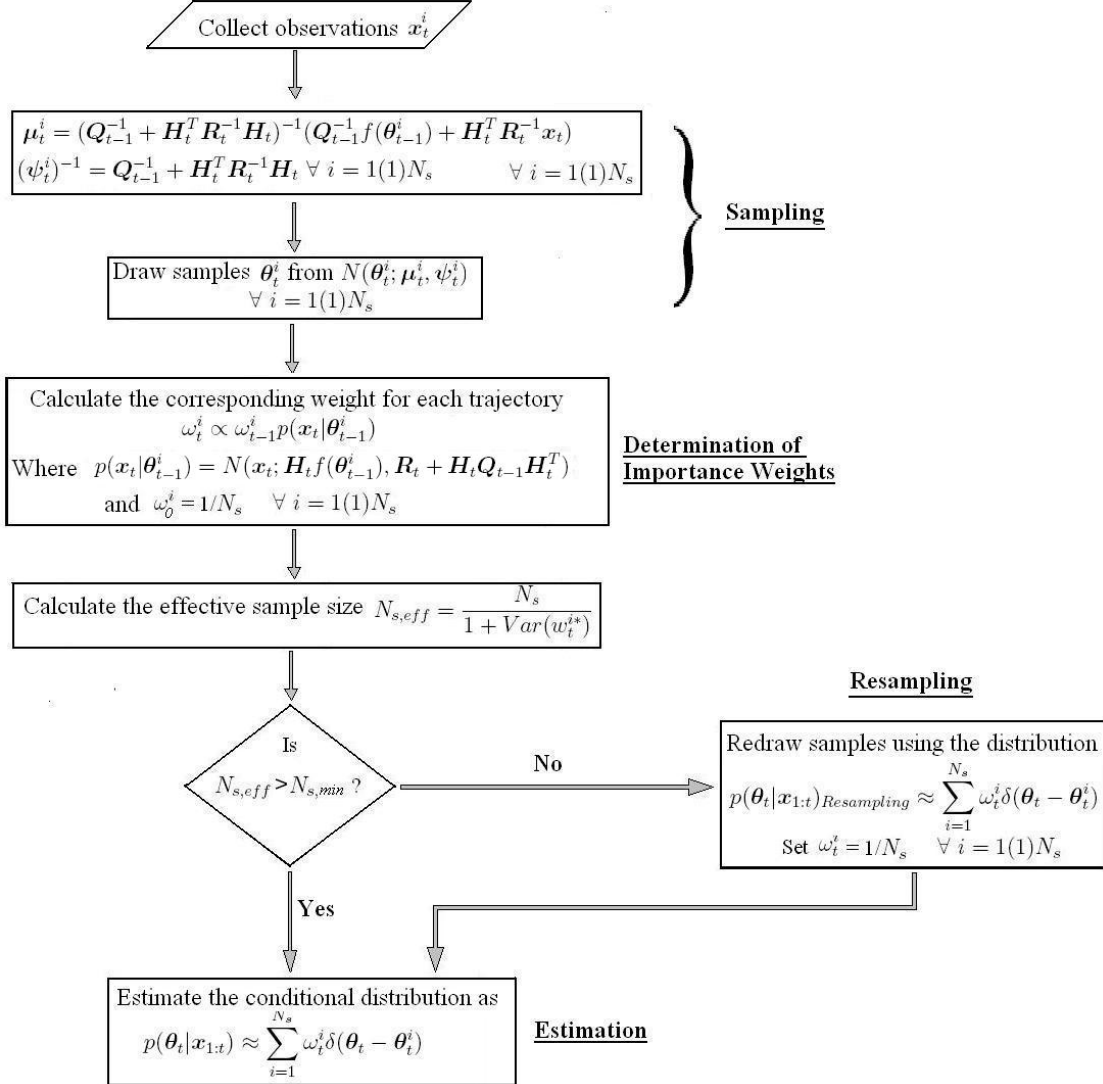 Collect observations 𝒙ᵢₜ
μ_t^i = (Q_{t-1}^{-1} + H_t^T R_t^{-1} H_t)^{-1}(Q_{t-1}^{-1} f(θ_{t-1}^i) + H_t^T R_t^{-1} x_t)
(ψ_t^i)^{-1} = Q_{t-1}^{-1} + H_t^T R_t^{-1} H_t ∀ i = 1(1)N_s ∀ i = 1(1)N_s
Sampling
Draw samples θ_t^i from N(θ_t^i; μ_t^i, ψ_t^i)
∀ i = 1(1)N_s
Calculate the corresponding weight for each trajectory
ω_t^i ∝ ω_{t-1}^i p(x_t|θ_{t-1}^i)
Where p(x_t|θ_{t-1}^i) = N(x_t; H_t f(θ_{t-1}^i), R_t + H_t Q_{t-1} H_t^T)
and ω_0^i = 1/N_s ∀ i = 1(1)N_s
Determination of
Importance Weights
Calculate the effective sample size N_{s,eff} = N_s / (1 + Var(w_t^{i*}))
Is
N_{s,eff} > N_{s,min} ?
No
Yes
Resampling
Redraw samples using the distribution
p(θ_t|x_{1:t})_{Resampling} ≈ ∑_{i=1}^{N_s} ω_t^i δ(θ_t − θ_t^i)
Set ω_t^i = 1/N_s ∀ i = 1(1)N_s
Estimate the conditional distribution as
p(θ_t|x_{1:t}) ≈ ∑_{i=1}^{N_s} ω_t^i δ(θ_t − θ_t^i)
Estimation